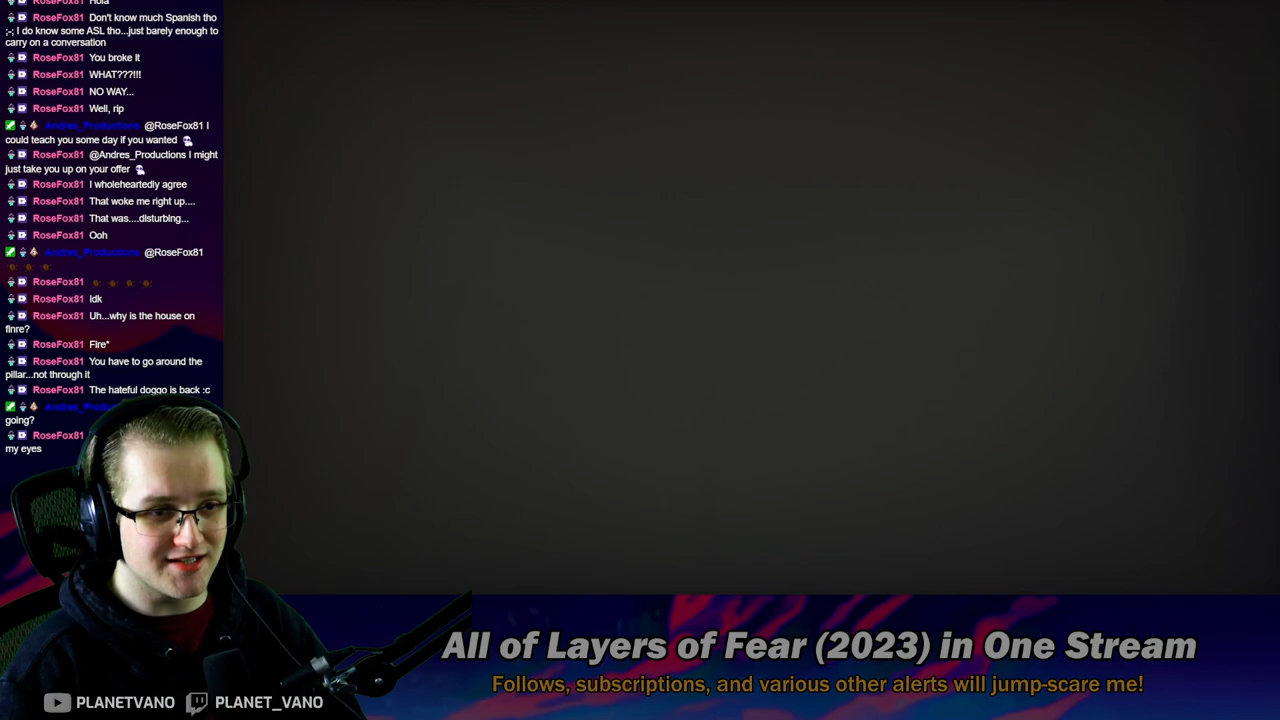 RoseFox81 Hola
RoseFox81 Don't know much Spanish tho
;-; I do know some ASL tho...just barely enough to
carry on a conversation
RoseFox81 You broke it
RoseFox81 WHAT???!!!
RoseFox81 NO WAY...
RoseFox81 Well, rip
Andres_Productions @RoseFox81 I
could teach you some day if you wanted
RoseFox81 @Andres_Productions I might
just take you up on your offer
RoseFox81 I wholeheartedly agree
RoseFox81 That woke me right up....
RoseFox81 That was....disturbing...
RoseFox81 Ooh
Andres_Productions @RoseFox81
RoseFox81
RoseFox81 Idk
RoseFox81 Uh...why is the house on
finre?
RoseFox81 Fire*
RoseFox81 You have to go around the
pillar...not through it
RoseFox81 The hateful doggo is back :c
going?
RoseFox81
my eyes
All of Layers of Fear (2023) in One Stream
Follows, subscriptions, and various other alerts will jump-scare me!
PLANETVANO PLANET_VANO